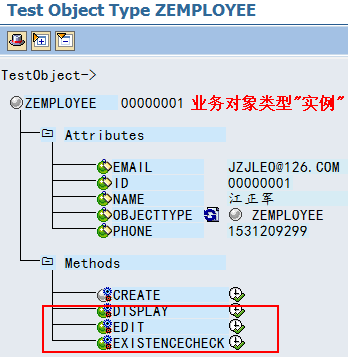 Test Object Type ZEMPLOYEE
TestObject->
ZEMPLOYEE 00000001 业务对象类型"实例"
Attributes
EMAIL JZJLEO@126.COM
ID 00000001
NAME 江正军
OBJECTTYPE ZEMPLOYEE
PHONE 1531209299
Methods
CREATE
DISPLAY
EDIT
EXISTENCECHECK